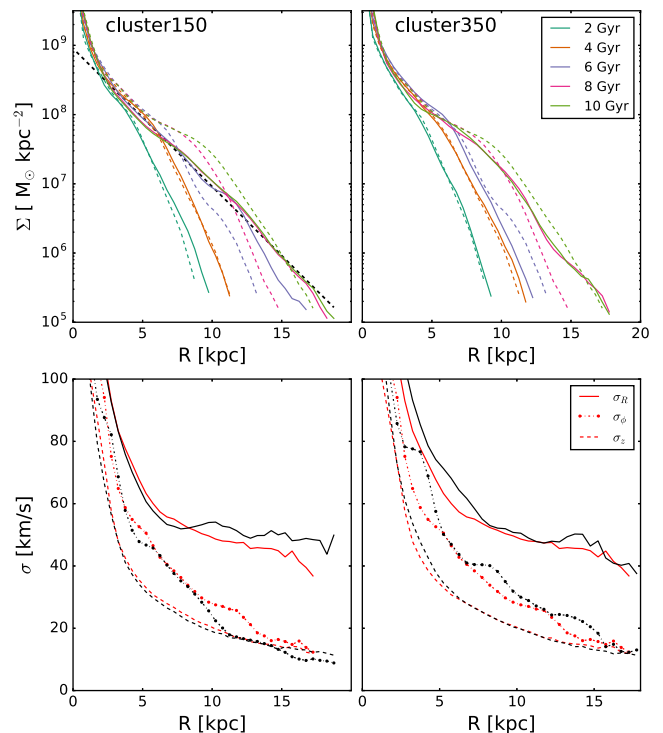 cluster150
cluster350
2 Gyr
4 Gyr
6 Gyr
8 Gyr
10 Gyr
10⁹
10⁸
10⁷
10⁶
10⁵
Σ [ M⊙ kpc⁻²]
0 5 10 15
0 5 10 15 20
R [kpc]
R [kpc]
σ_R
σ_ϕ
σ_z
100
80
60
40
20
0
σ [km/s]
0 5 10 15
0 5 10 15
R [kpc]
R [kpc]